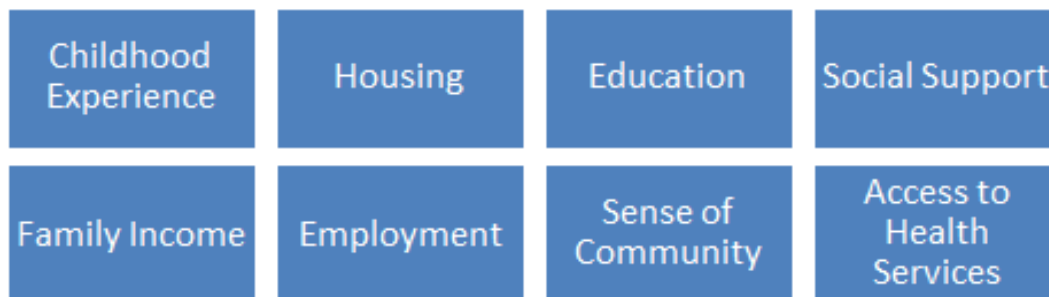 Childhood
Experience
Housing
Education
Social Support
Family Income
Employment
Sense of
Community
Access to
Health
Services